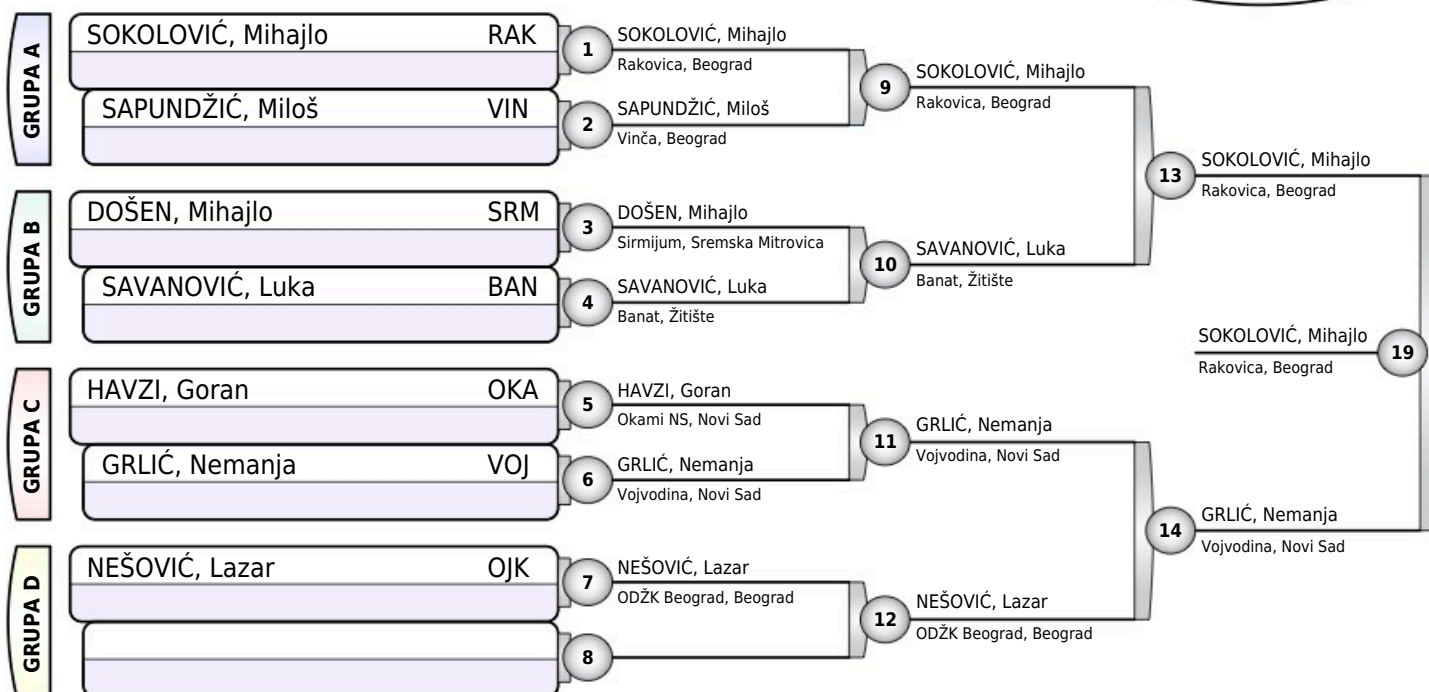 GRUPA A
SOKOLOVIĆ, Mihajlo RAK
SAPUNDŽIĆ, Miloš VIN
GRUPA B
DOŠEN, Mihajlo SRM
SAVANOVIĆ, Luka BAN
GRUPA C
HAVZI, Goran OKA
GRLIĆ, Nemanja VOJ
GRUPA D
NEŠOVIĆ, Lazar OJK
1
SOKOLOVIĆ, Mihajlo
Rakovica, Beograd
2
SAPUNDŽIĆ, Miloš
Vinča, Beograd
3
DOŠEN, Mihajlo
Sirmijum, Sremska Mitrovica
4
SAVANOVIĆ, Luka
Banat, Žitište
5
HAVZI, Goran
Okami NS, Novi Sad
6
GRLIĆ, Nemanja
Vojvodina, Novi Sad
7
NEŠOVIĆ, Lazar
ODŽK Beograd, Beograd
8
9
SOKOLOVIĆ, Mihajlo
Rakovica, Beograd
10
SAVANOVIĆ, Luka
Banat, Žitište
11
GRLIĆ, Nemanja
Vojvodina, Novi Sad
12
NEŠOVIĆ, Lazar
ODŽK Beograd, Beograd
13
SOKOLOVIĆ, Mihajlo
Rakovica, Beograd
14
GRLIĆ, Nemanja
Vojvodina, Novi Sad
SOKOLOVIĆ, Mihajlo
Rakovica, Beograd
19